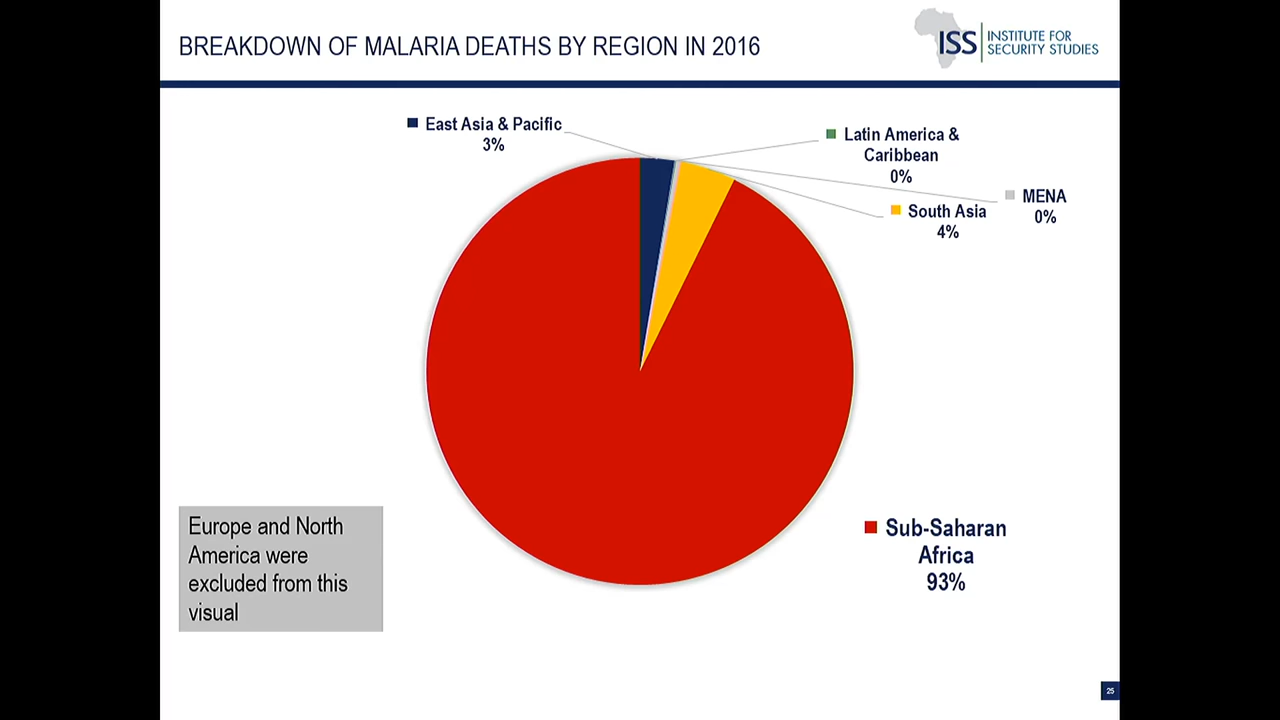 BREAKDOWN OF MALARIA DEATHS BY REGION IN 2016
ISS
INSTITUTE FOR
SECURITY STUDIES
East Asia & Pacific
3%
Latin America &
Caribbean
0%
MENA
0%
South Asia
4%
Sub-Saharan
Africa
93%
Europe and North
America were
excluded from this
visual
25